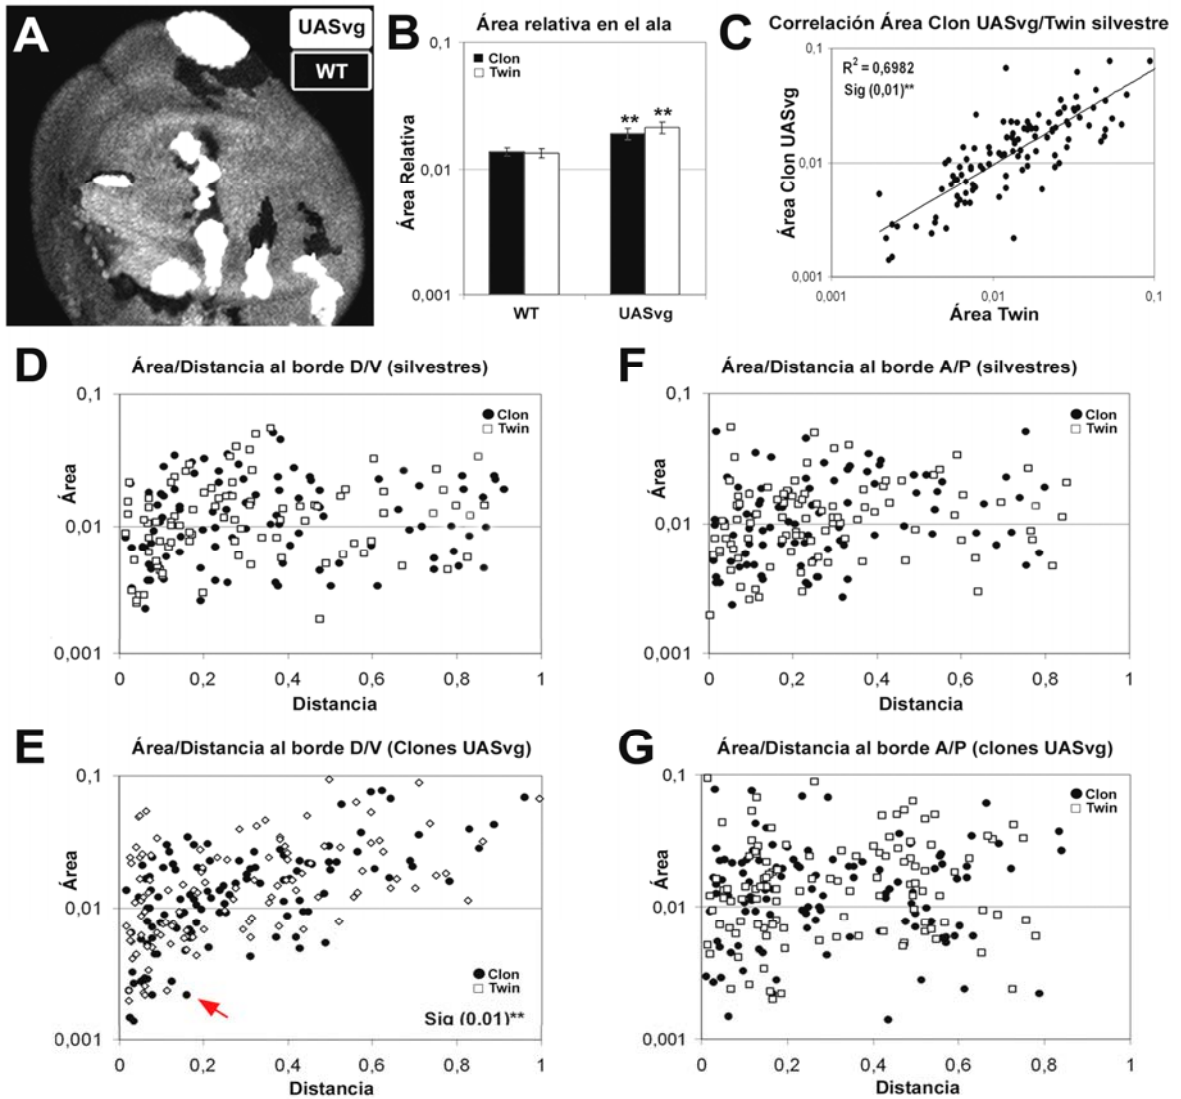 A
UASvg
WT
B
Área relativa en el ala
0,1
Clon
Twin
**
**
0,01
Área Relativa
0,001
WT
UASvg
C
Correlación Área Clon UASvg/Twin silvestre
0,1
R² = 0,6982
Sig (0,01)**
0,01
Área Clon UASvg
0,001
0,001
0,01
0,1
Área Twin
D
Área/Distancia al borde D/V (silvestres)
0,1
Clon
Twin
Área
0,01
0,001
0
0,2
0,4
0,6
0,8
1
Distancia
F
Área/Distancia al borde A/P (silvestres)
0,1
Clon
Twin
Área
0,01
0,001
0
0,2
0,4
0,6
0,8
1
Distancia
E
Área/Distancia al borde D/V (Clones UASvg)
0,1
Área
0,01
Clon
Twin
Sig (0.01)**
0,001
0
0,2
0,4
0,6
0,8
1
Distancia
G
Área/Distancia al borde A/P (clones UASvg)
0,1
Clon
Twin
Área
0,01
0,001
0
0,2
0,4
0,6
0,8
1
Distancia